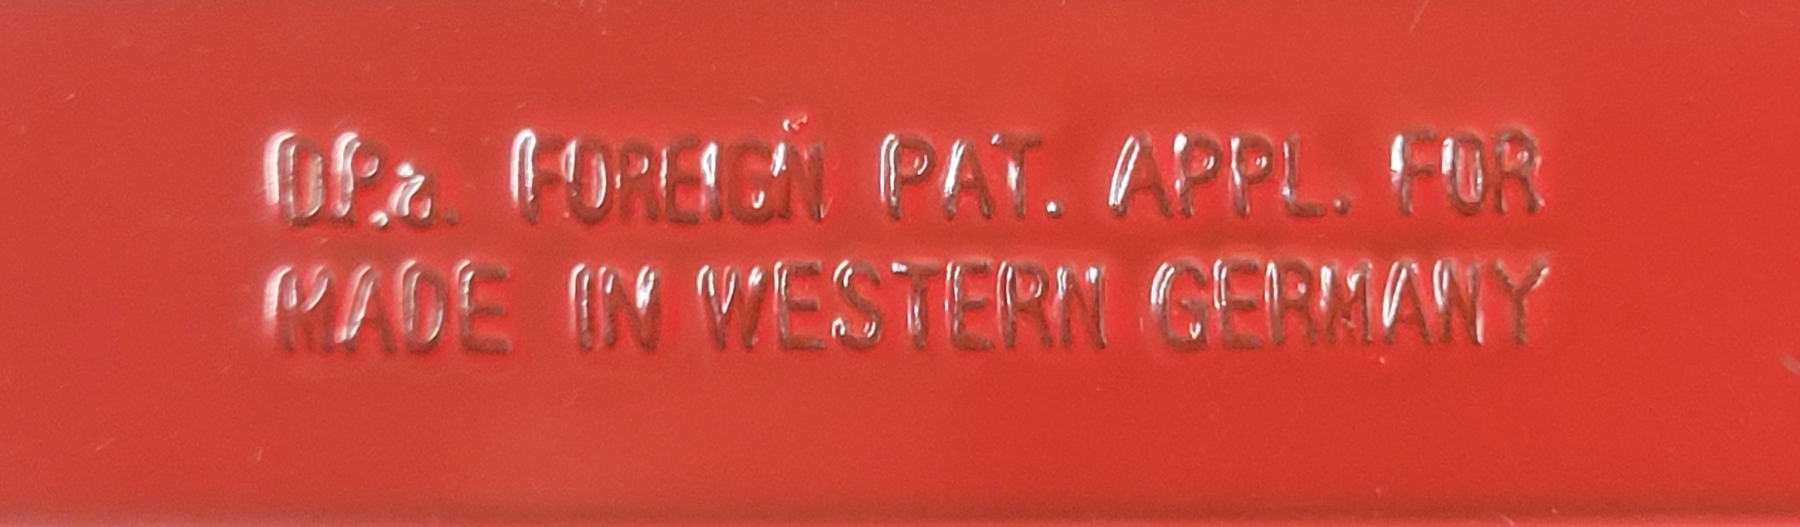 DP.a. FOREIGN PAT. APPL. FOR
MADE IN WESTERN GERMANY